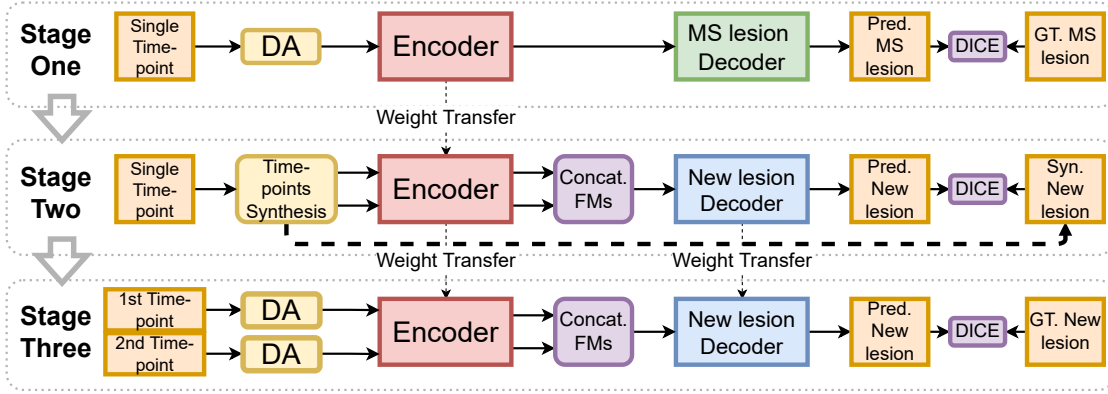 Stage
One
Single
Time-
point
DA
Encoder
MS lesion
Decoder
Pred.
MS
lesion
DICE
GT. MS
lesion
Weight Transfer
Stage
Two
Single
Time-
point
Time-
points
Synthesis
Encoder
Concat.
FMs
New lesion
Decoder
Pred.
New
lesion
DICE
Syn.
New
lesion
Weight Transfer
Weight Transfer
Stage
Three
1st Time-
point
2nd Time-
point
DA
DA
Encoder
Concat.
FMs
New lesion
Decoder
Pred.
New
lesion
DICE
GT. New
lesion